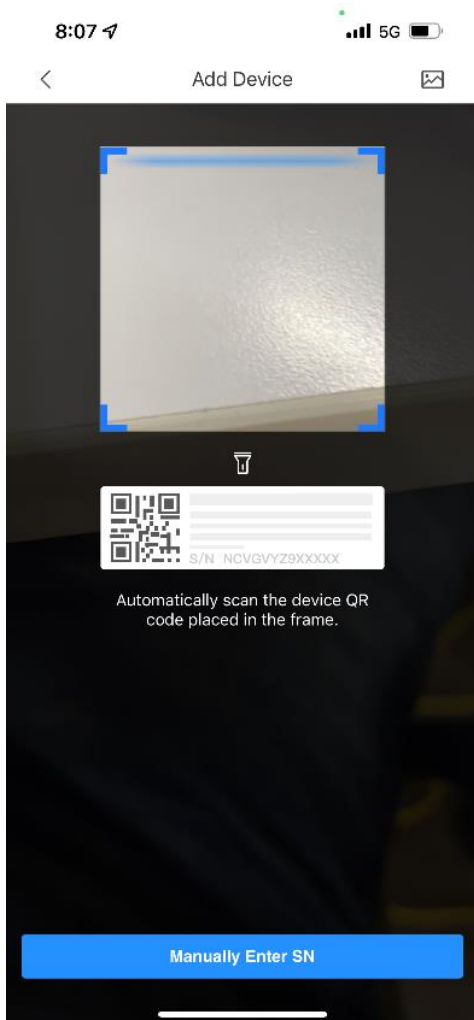 8:07
5G
Add Device
S/N NCVGVYZ9XXXXX
Automatically scan the device QR
code placed in the frame.
Manually Enter SN